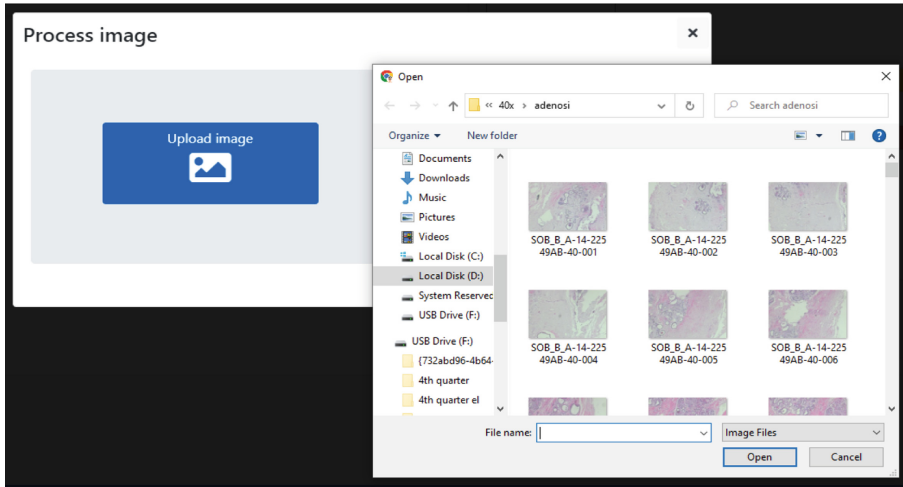 Process image
×
Upload image
Open
×
« 40x › adenosi
Search adenosi
Organize
New folder
?
Documents
Downloads
Music
Pictures
Videos
Local Disk (C:)
Local Disk (D:)
System Reserved
USB Drive (F:)
USB Drive (F:)
{732abd96-4b64-
4th quarter
4th quarter el
SOB_B_A-14-225
49AB-40-001
SOB_B_A-14-225
49AB-40-002
SOB_B_A-14-225
49AB-40-003
SOB_B_A-14-225
49AB-40-004
SOB_B_A-14-225
49AB-40-005
SOB_B_A-14-225
49AB-40-006
File name:
Image Files
Open
Cancel